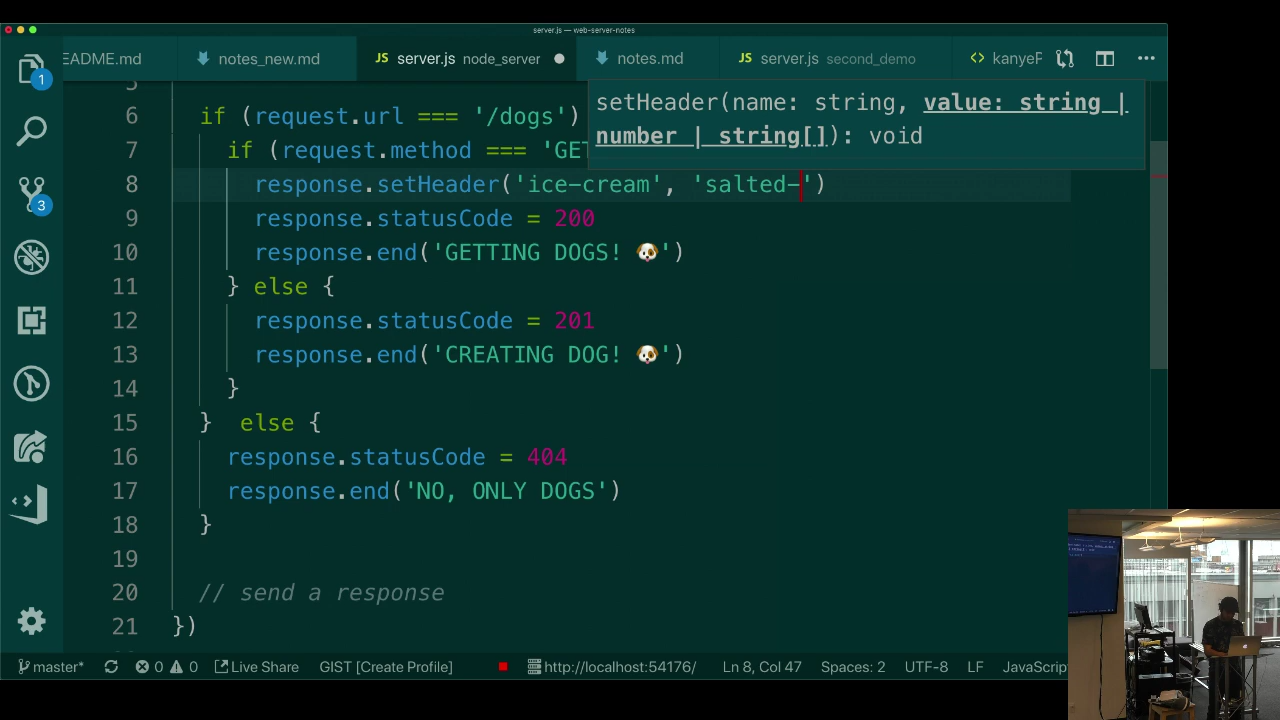 server.js — web-server-notes
EADME.md
notes_new.md
JS server.js node_server
notes.md
JS server.js second_demo
<> kanyeF
setHeader(name: string, value: string |
number | string[]): void
5
6 if (request.url === '/dogs')
7 if (request.method === 'GET
8 response.setHeader('ice-cream', 'salted-')
9 response.statusCode = 200
10 response.end('GETTING DOGS! 🐶')
11 } else {
12 response.statusCode = 201
13 response.end('CREATING DOG! 🐶')
14 }
15 }  else {
16 response.statusCode = 404
17 response.end('NO, ONLY DOGS')
18 }
19
20 // send a response
21 })
1
3
master* 0 0 Live Share GIST [Create Profile] http://localhost:54176/ Ln 8, Col 47 Spaces: 2 UTF-8 LF JavaScrip